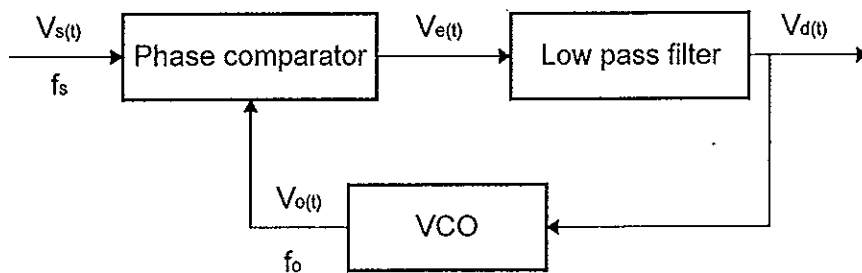 Vs(t)
fs
Phase comparator
Ve(t)
Low pass filter
Vd(t)
Vo(t)
fo
VCO